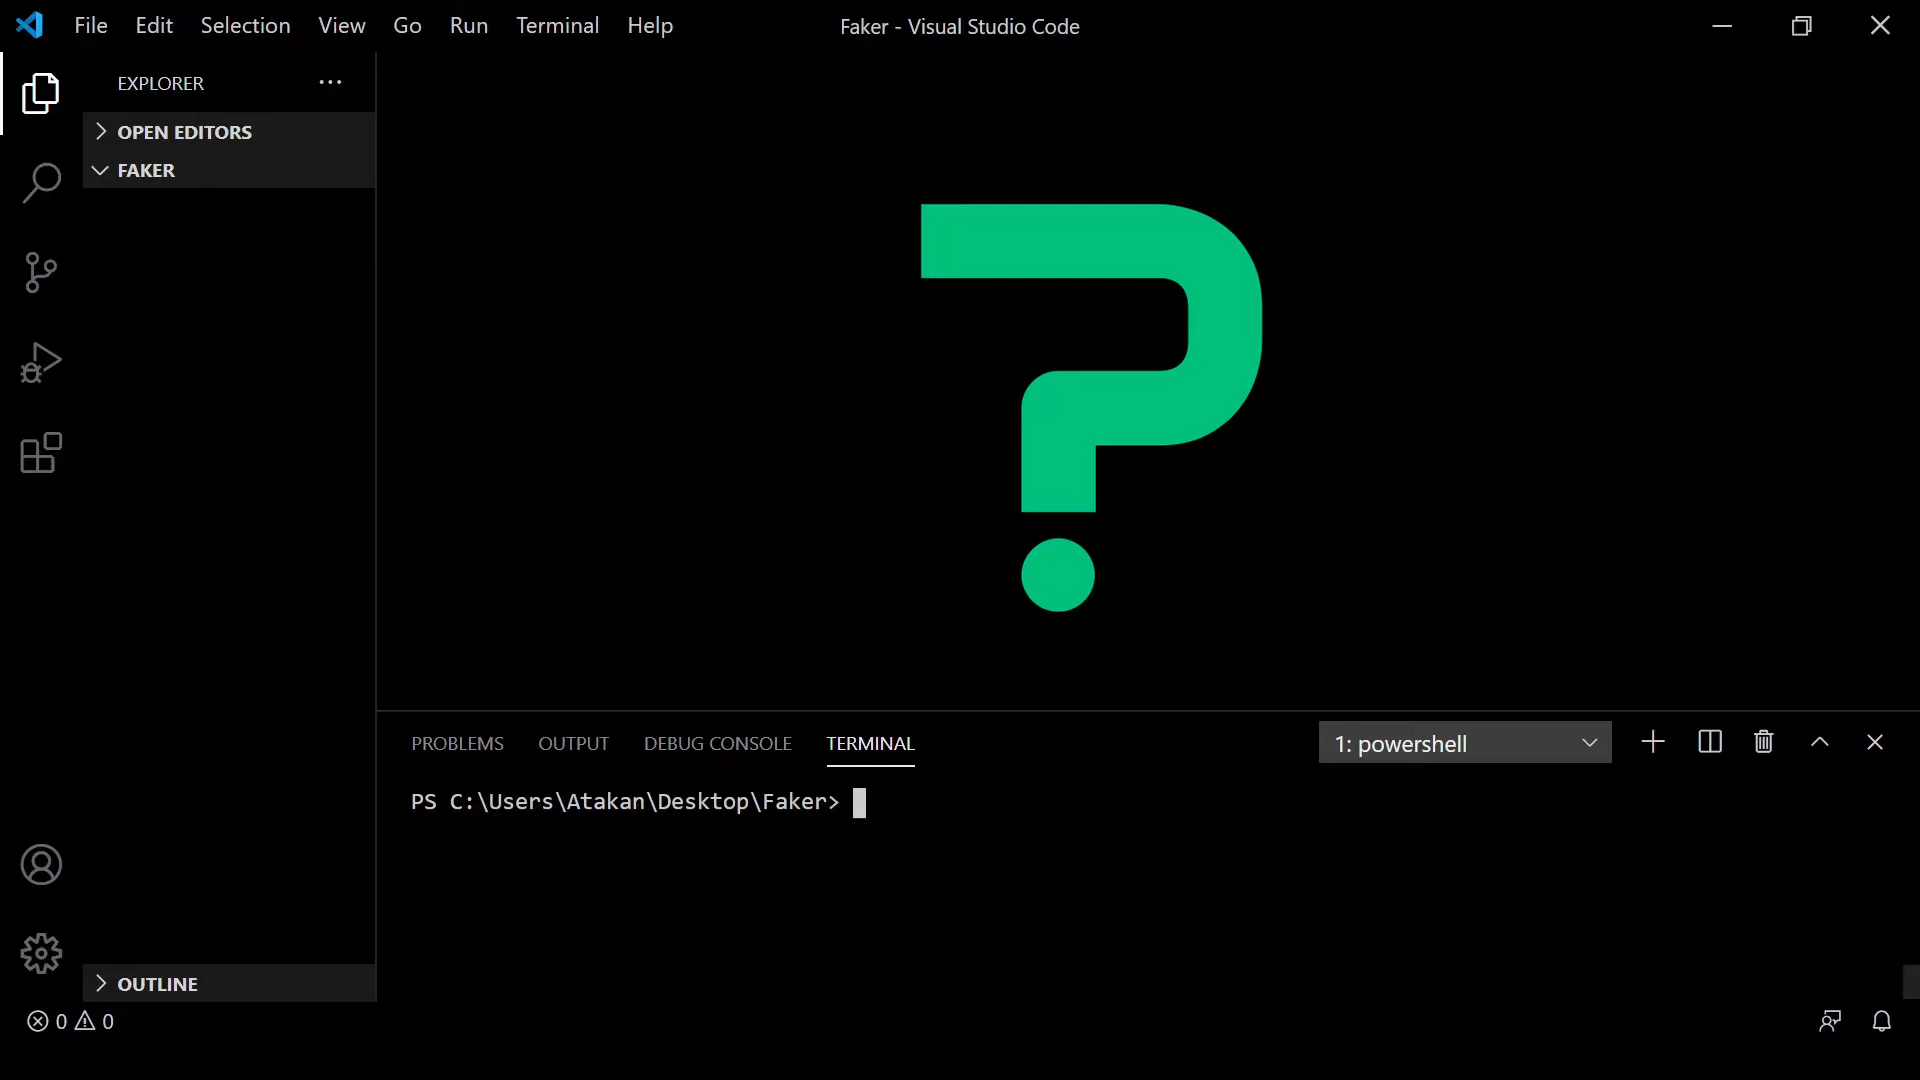 File Edit Selection View Go Run Terminal Help
Faker - Visual Studio Code
EXPLORER
OPEN EDITORS
FAKER
?
PROBLEMS OUTPUT DEBUG CONSOLE TERMINAL
1: powershell
PS C:\Users\Atakan\Desktop\Faker>
OUTLINE
0 0